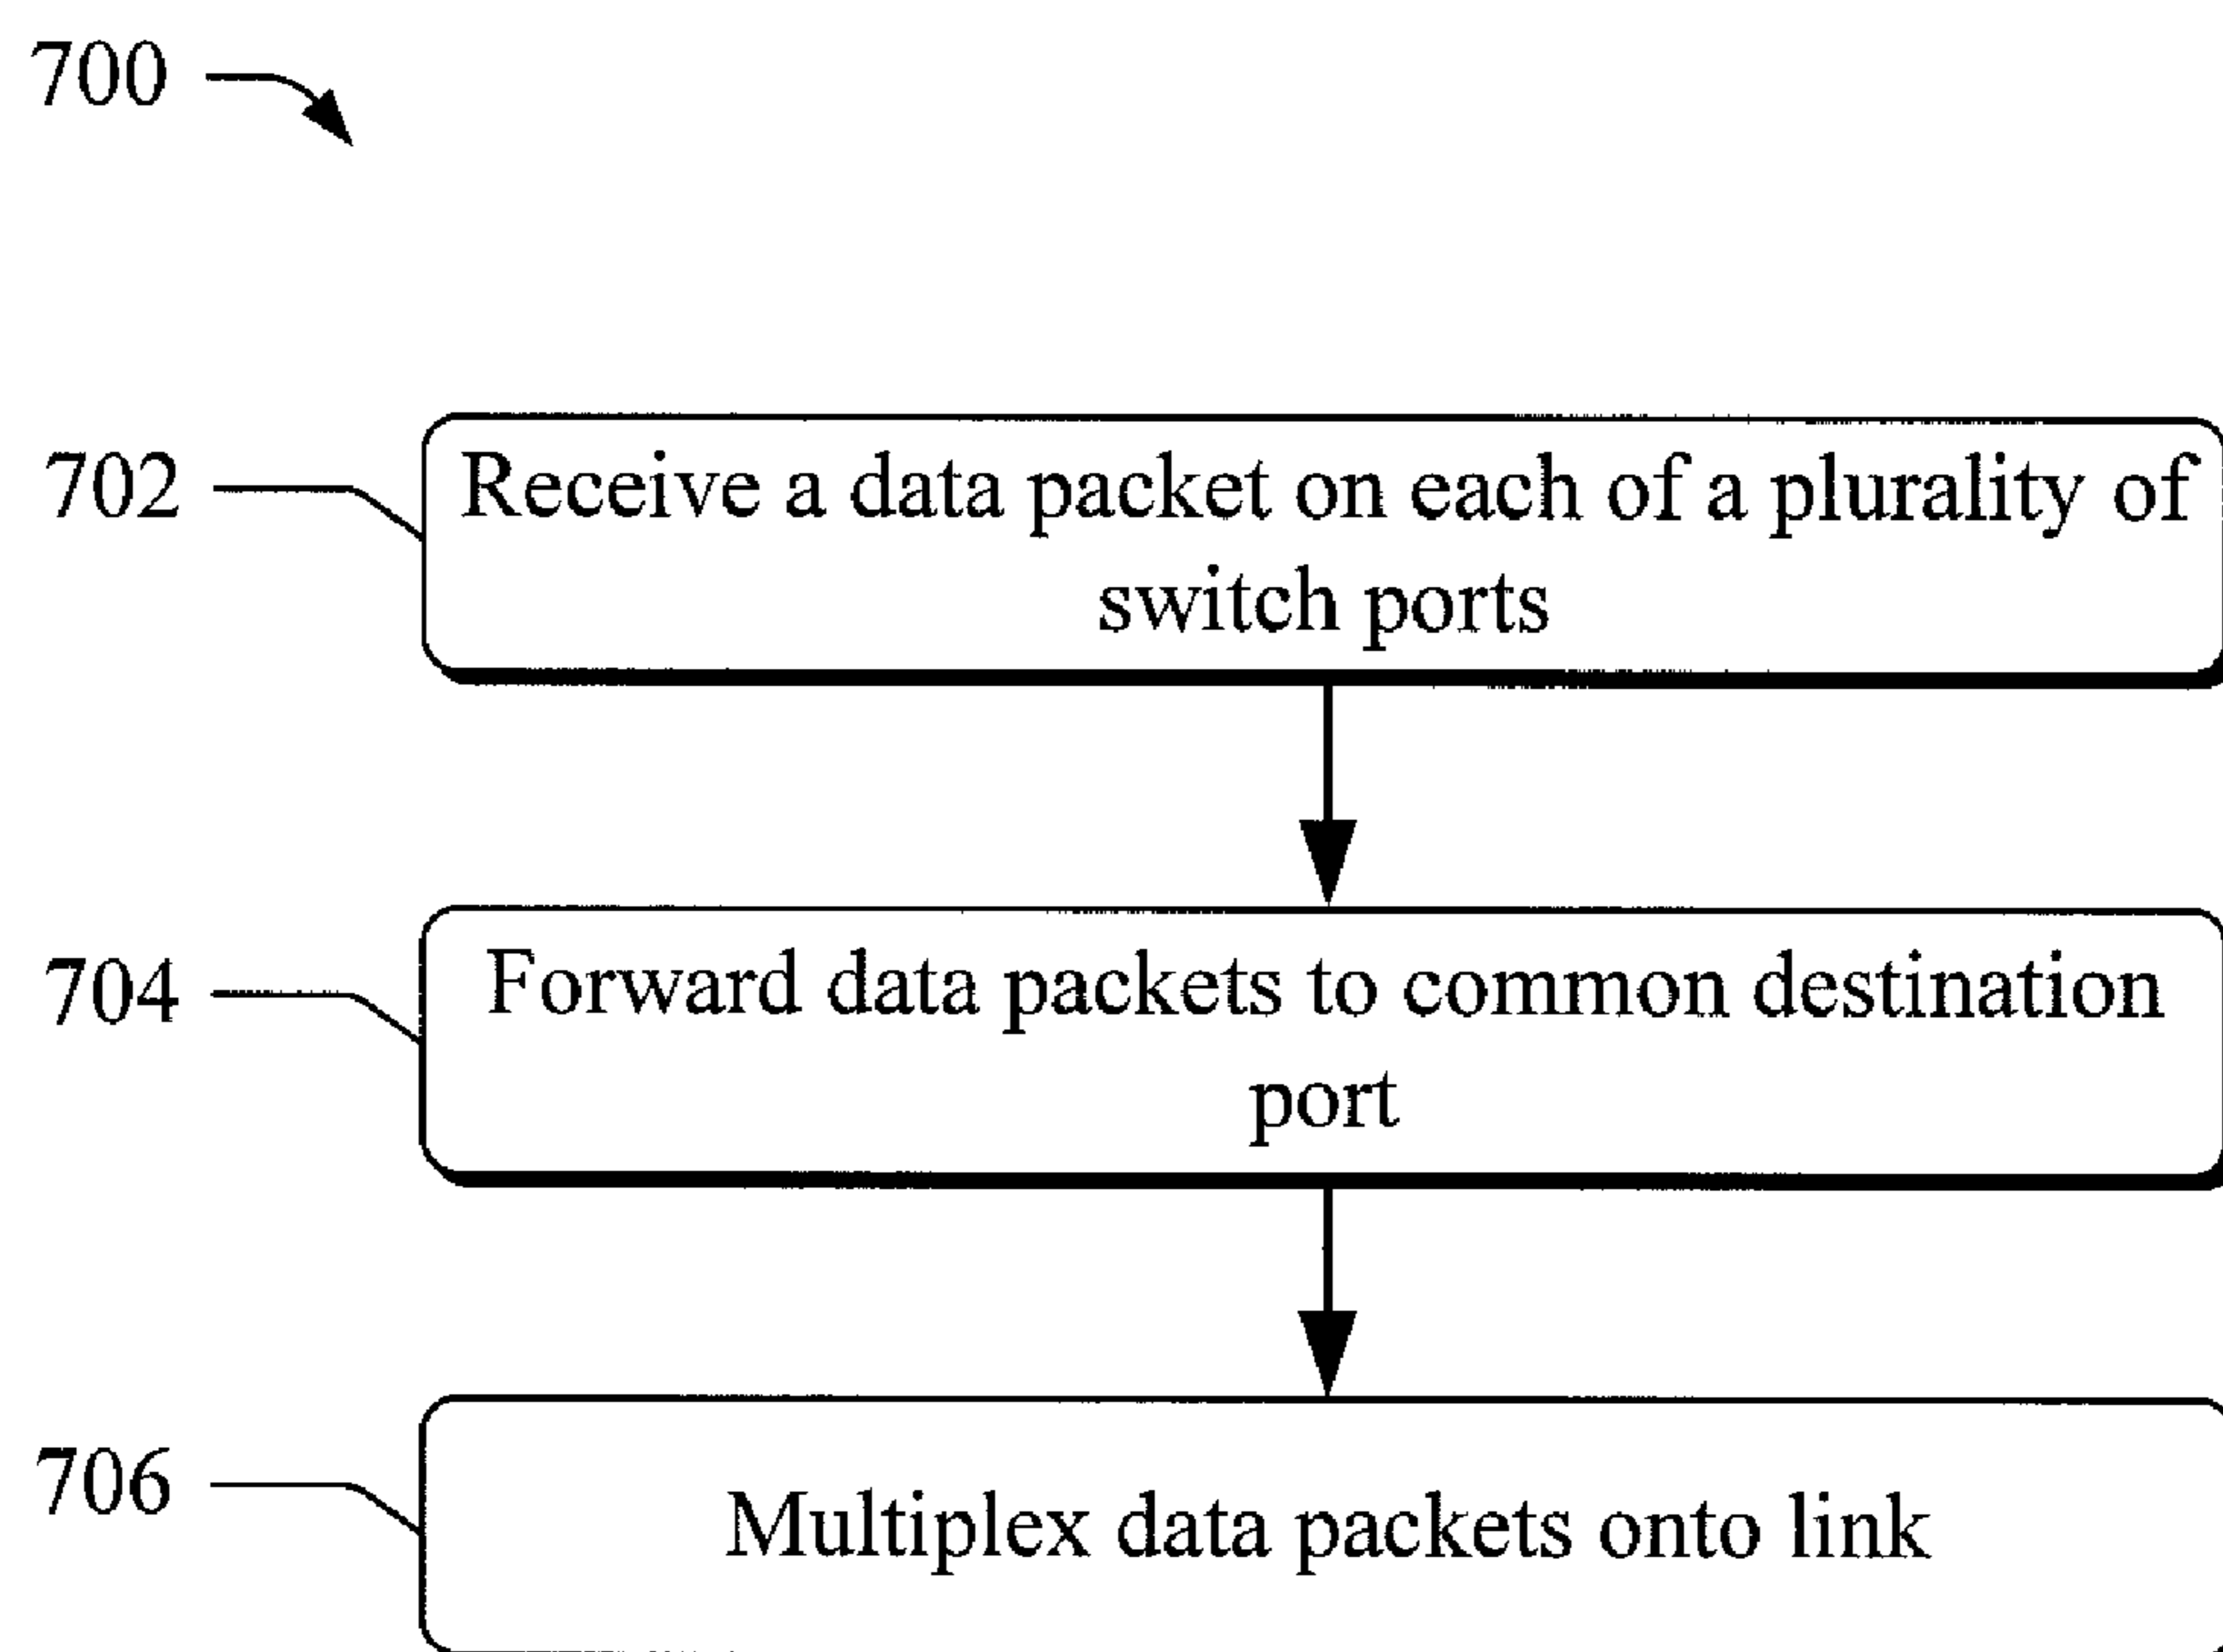 700
702
Receive a data packet on each of a plurality of
switch ports
704
Forward data packets to common destination
port
706
Multiplex data packets onto link